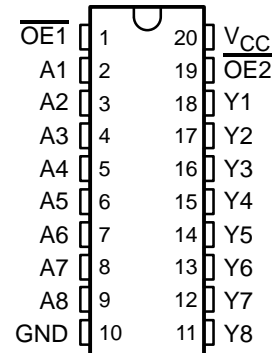 O̅E̅1̅ 1 20 VCC
A1 2 19 O̅E̅2̅
A2 3 18 Y1
A3 4 17 Y2
A4 5 16 Y3
A5 6 15 Y4
A6 7 14 Y5
A7 8 13 Y6
A8 9 12 Y7
GND 10 11 Y8